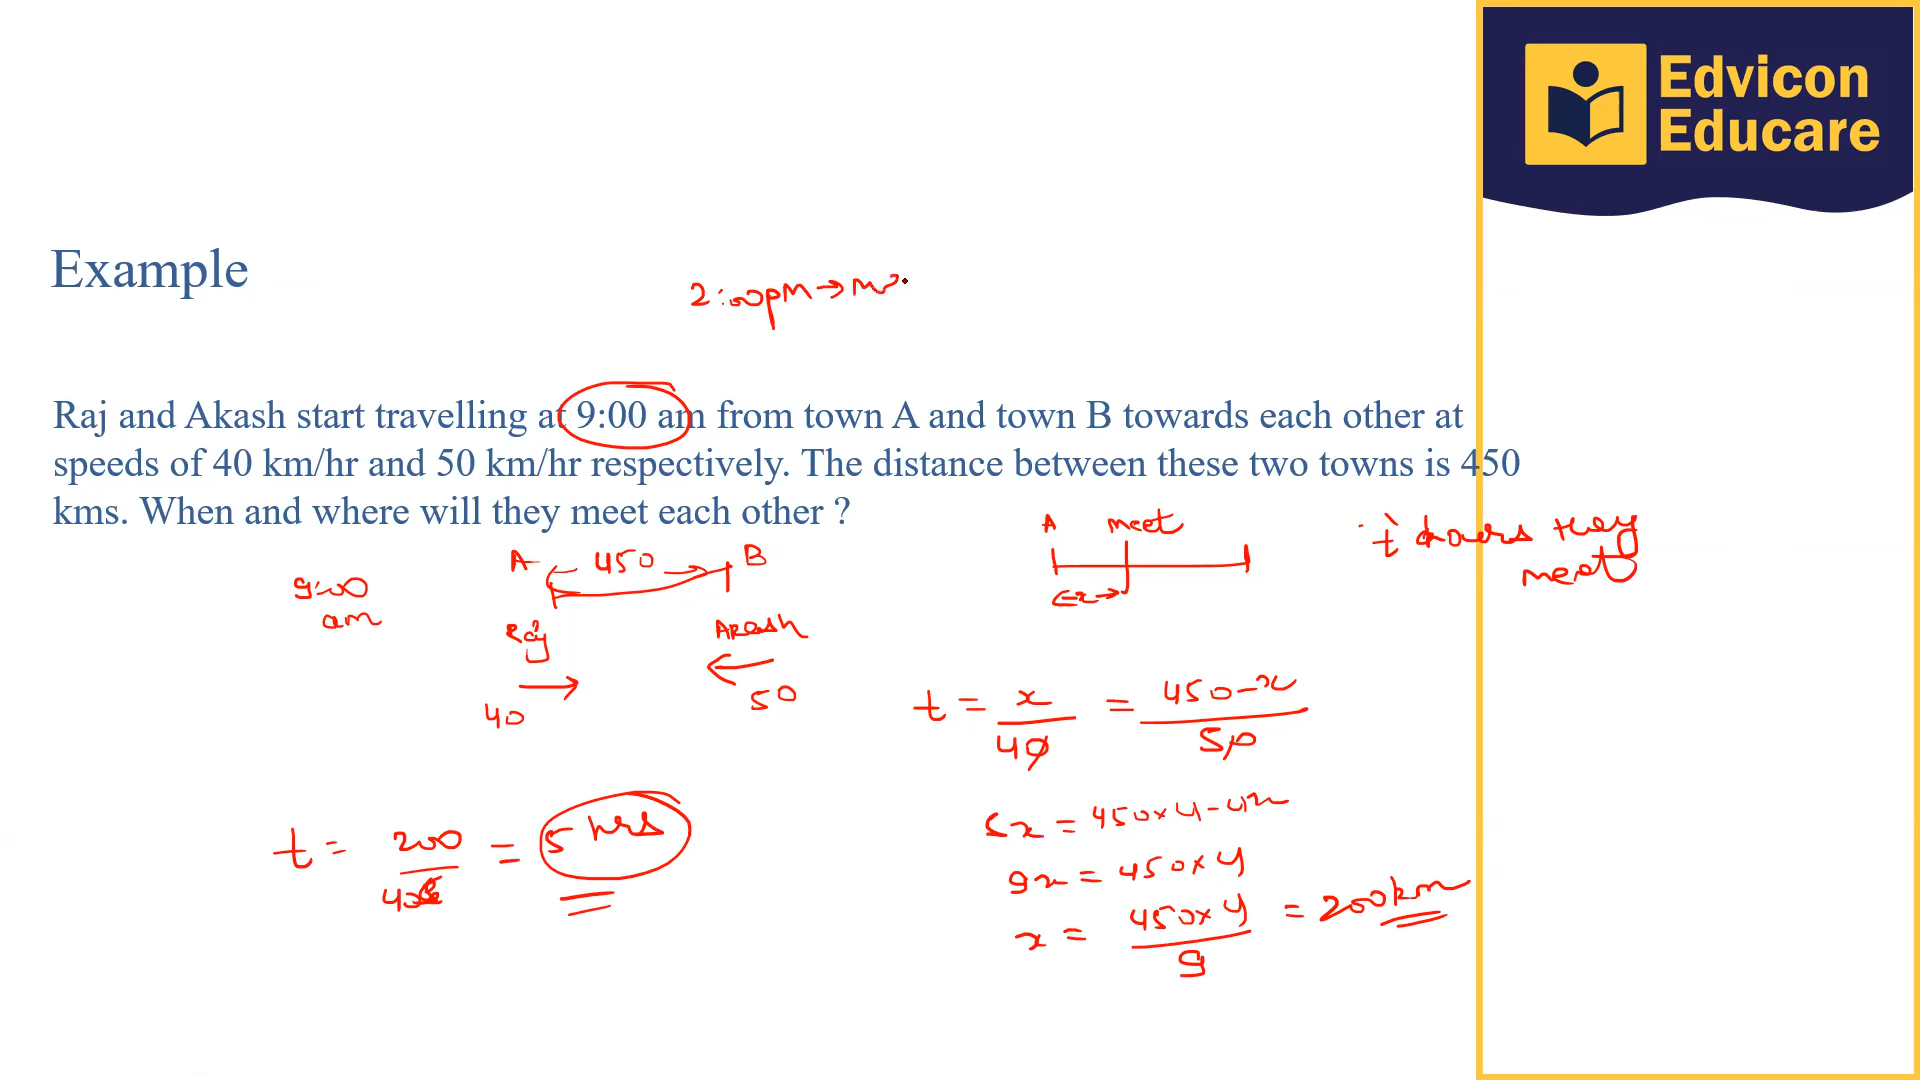 Edvicon
Educare
Example
2:00pm→m
Raj and Akash start travelling at 9:00 am from town A and town B towards each other at
speeds of 40 km/hr and 50 km/hr respectively. The distance between these two towns is 450
kms. When and where will they meet each other ?
A 450 B
9:00
am
Raj Akash
40 50
A meet
x
t hours they
meet
t = x/40 = 450-x/50
5x = 450×4-4x
9x = 450×4
x = 450×4/9 = 200km
t = 200/40 = 5 hrs